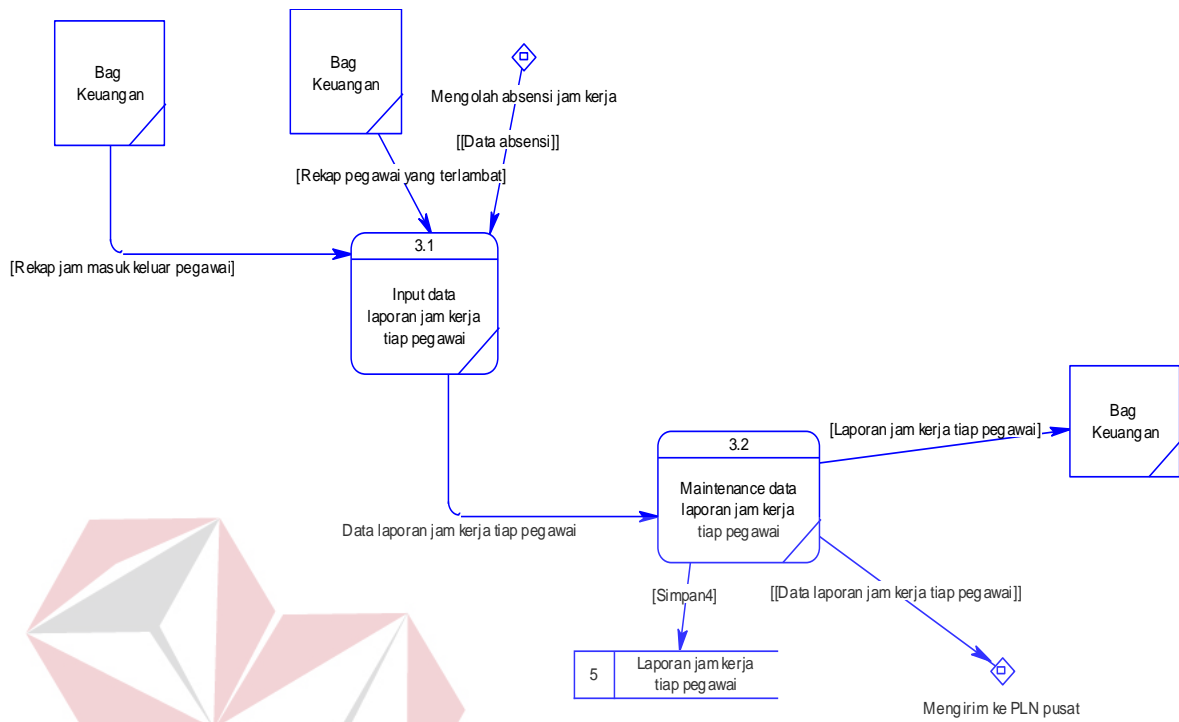 Bag
Keuangan
Bag
Keuangan
Mengolah absensi jam kerja
[[Data absensi]]
[Rekap pegawai yang terlambat]
[Rekap jam masuk keluar pegawai]
3.1
Input data
laporan jam kerja
tiap pegawai
Bag
Keuangan
[Laporan jam kerja tiap pegawai]
3.2
Maintenance data
laporan jam kerja
tiap pegawai
Data laporan jam kerja tiap pegawai
[Simpan4]
[[Data laporan jam kerja tiap pegawai]]
5
Laporan jam kerja
tiap pegawai
Mengirim ke PLN pusat